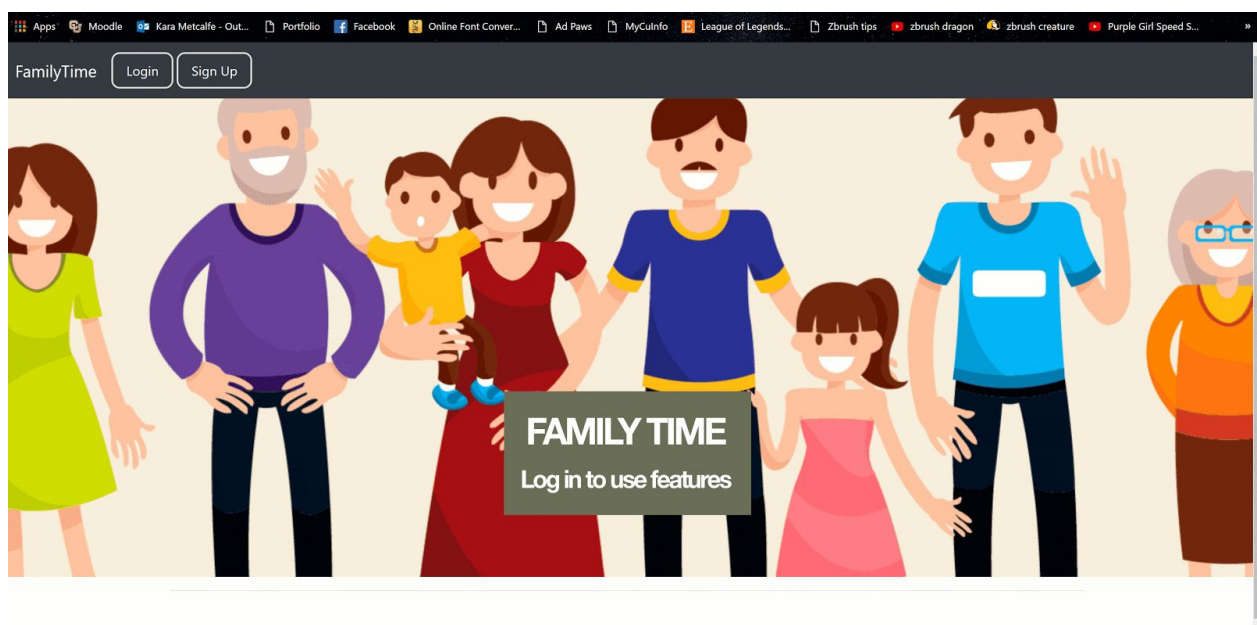 Apps Moodle Kara Metcalfe - Out... Portfolio Facebook Online Font Conver... Ad Paws MyCuInfo League of Legends... Zbrush tips zbrush dragon zbrush creature Purple Girl Speed S... »
FamilyTime Login Sign Up
FAMILY TIME
Log in to use features